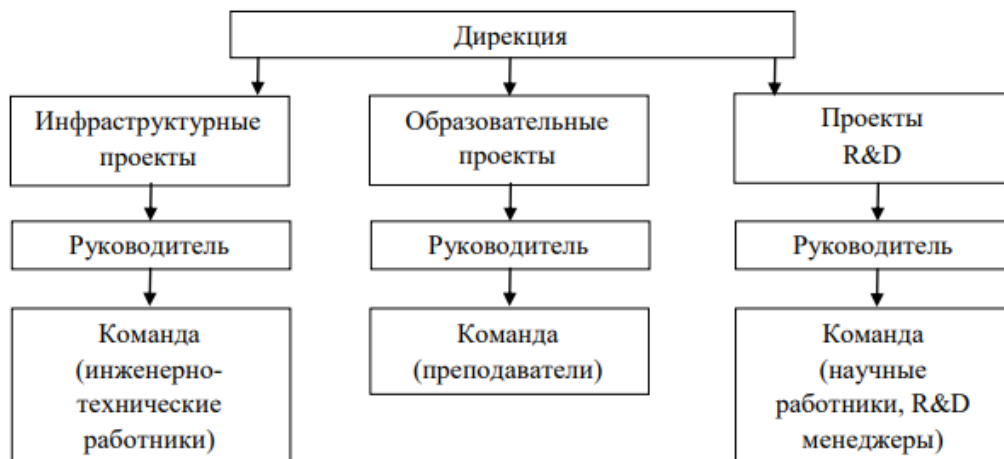 Дирекция
Инфраструктурные
проекты
Образовательные
проекты
Проекты
R&D
Руководитель
Руководитель
Руководитель
Команда
(инженерно-
технические
работники)
Команда
(преподаватели)
Команда
(научные
работники, R&D
менеджеры)